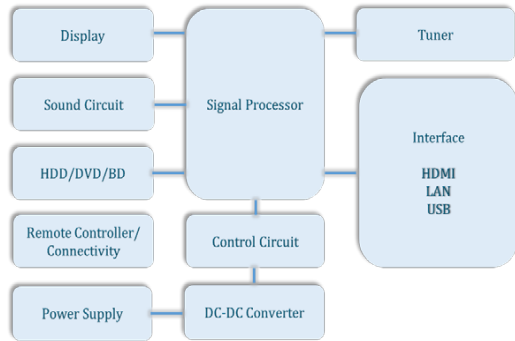 Display
Tuner
Sound Circuit
Signal Processor
Interface
HDMI
LAN
USB
HDD/DVD/BD
Remote Controller/
Connectivity
Control Circuit
Power Supply
DC-DC Converter